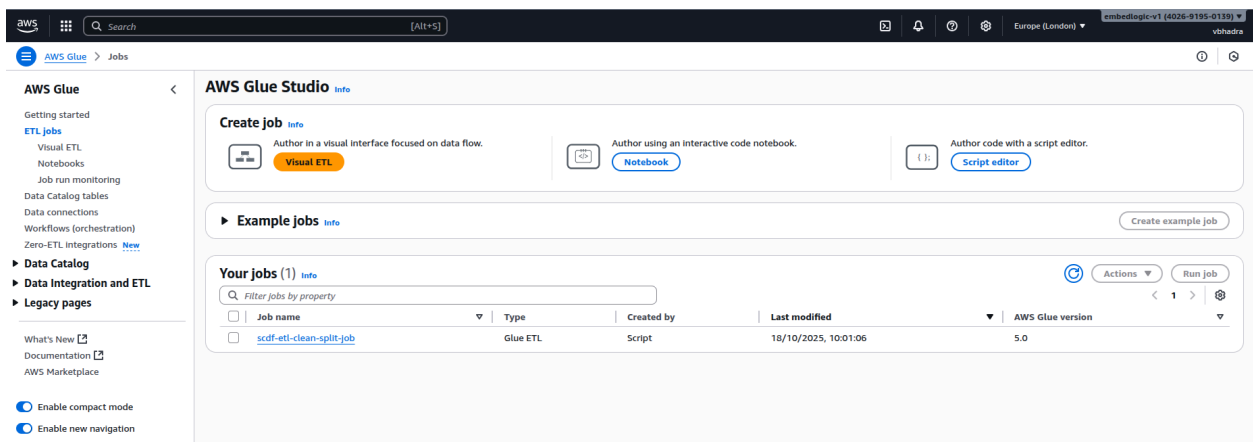 aws
Search
[Alt+S]
Europe (London) ▼
embedlogic-v1 (4026-9195-0139) ▼
vbhadra
AWS Glue > Jobs
AWS Glue
Getting started
ETL jobs
Visual ETL
Notebooks
Job run monitoring
Data Catalog tables
Data connections
Workflows (orchestration)
Zero-ETL integrations New
Data Catalog
Data Integration and ETL
Legacy pages
What's New
Documentation
AWS Marketplace
Enable compact mode
Enable new navigation
AWS Glue Studio Info
Create job Info
Author in a visual interface focused on data flow.
Visual ETL
Author using an interactive code notebook.
Notebook
Author code with a script editor.
Script editor
Example jobs Info
Create example job
Your jobs (1) Info
Actions ▼
Run job
Filter jobs by property
< 1 >
Job name Type Created by Last modified AWS Glue version
scdf-etl-clean-split-job Glue ETL Script 18/10/2025, 10:01:06 5.0